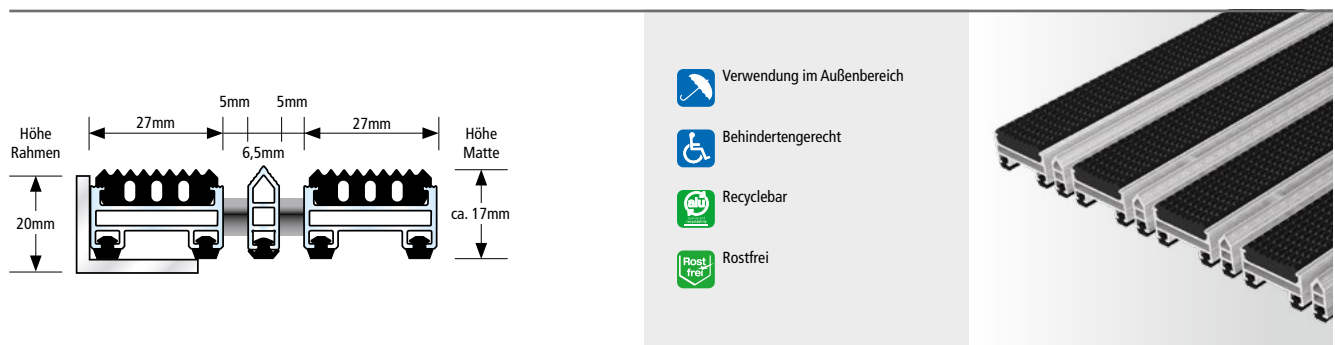 5mm
5mm
27mm
27mm
6,5mm
Höhe
Rahmen
20mm
Höhe
Matte
ca. 17mm
Verwendung im Außenbereich
Behindertengerecht
alu
Recyclebar
Rost
frei
Rostfrei